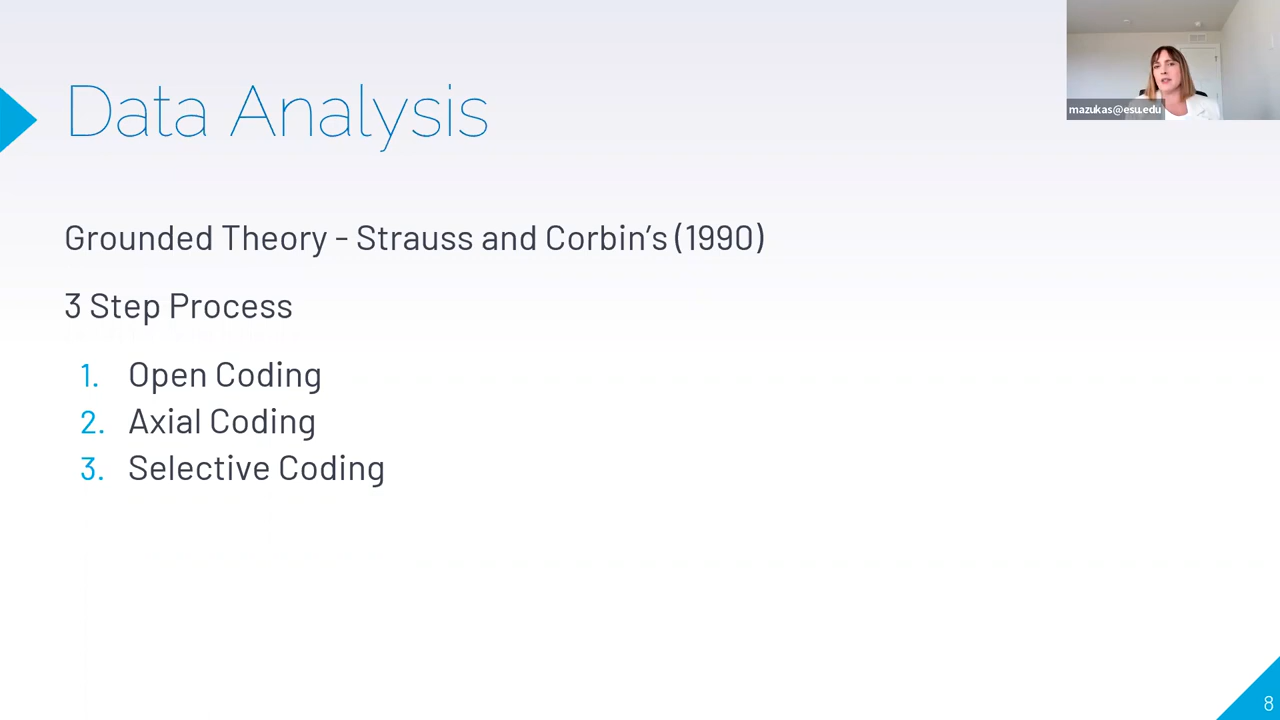 Data Analysis
mazukas@esu.edu
Grounded Theory - Strauss and Corbin’s (1990)
3 Step Process
1. Open Coding
2. Axial Coding
3. Selective Coding
8